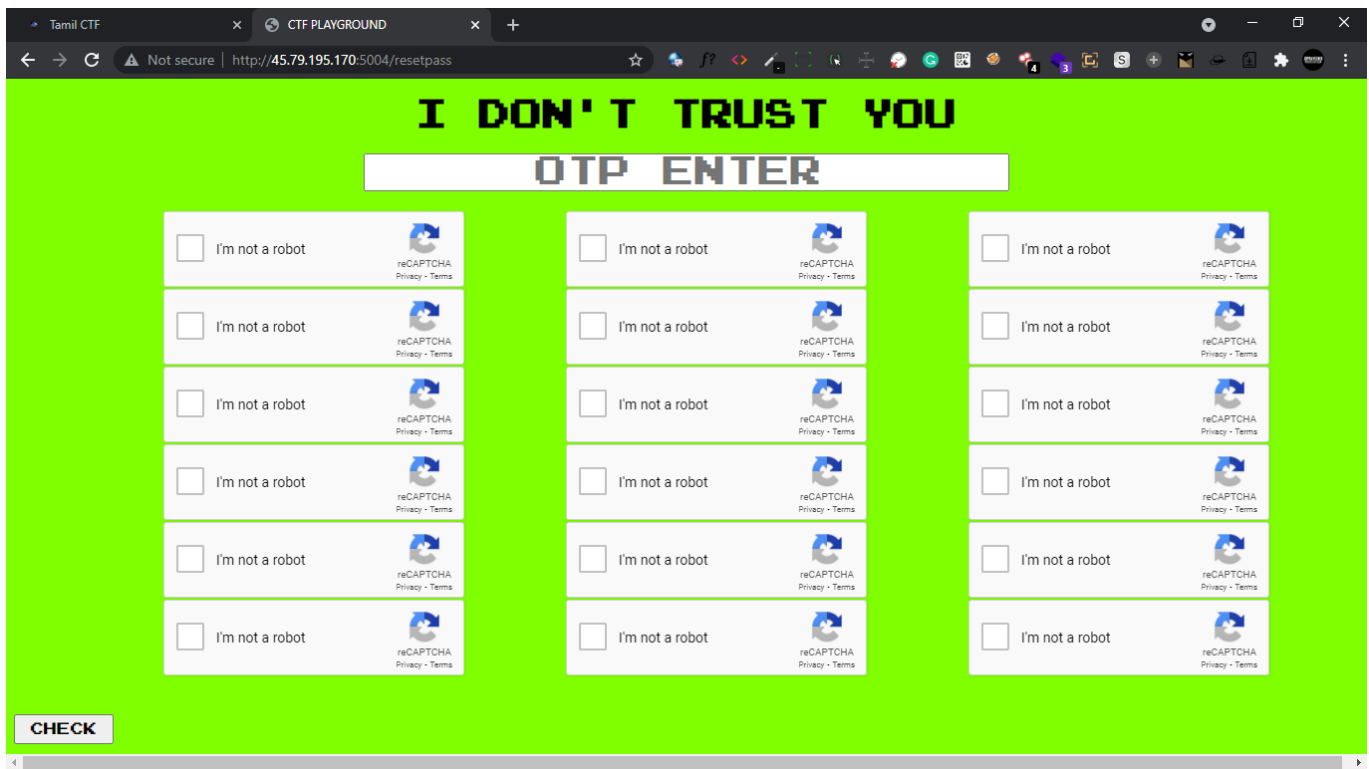 Tamil CTF
CTF PLAYGROUND
Not secure | http://45.79.195.170:5004/resetpass
I DON'T TRUST YOU
OTP ENTER
I'm not a robot reCAPTCHA Privacy - Terms I'm not a robot reCAPTCHA Privacy - Terms I'm not a robot reCAPTCHA Privacy - Terms
I'm not a robot reCAPTCHA Privacy - Terms I'm not a robot reCAPTCHA Privacy - Terms I'm not a robot reCAPTCHA Privacy - Terms
I'm not a robot reCAPTCHA Privacy - Terms I'm not a robot reCAPTCHA Privacy - Terms I'm not a robot reCAPTCHA Privacy - Terms
I'm not a robot reCAPTCHA Privacy - Terms I'm not a robot reCAPTCHA Privacy - Terms I'm not a robot reCAPTCHA Privacy - Terms
I'm not a robot reCAPTCHA Privacy - Terms I'm not a robot reCAPTCHA Privacy - Terms I'm not a robot reCAPTCHA Privacy - Terms
I'm not a robot reCAPTCHA Privacy - Terms I'm not a robot reCAPTCHA Privacy - Terms I'm not a robot reCAPTCHA Privacy - Terms
CHECK